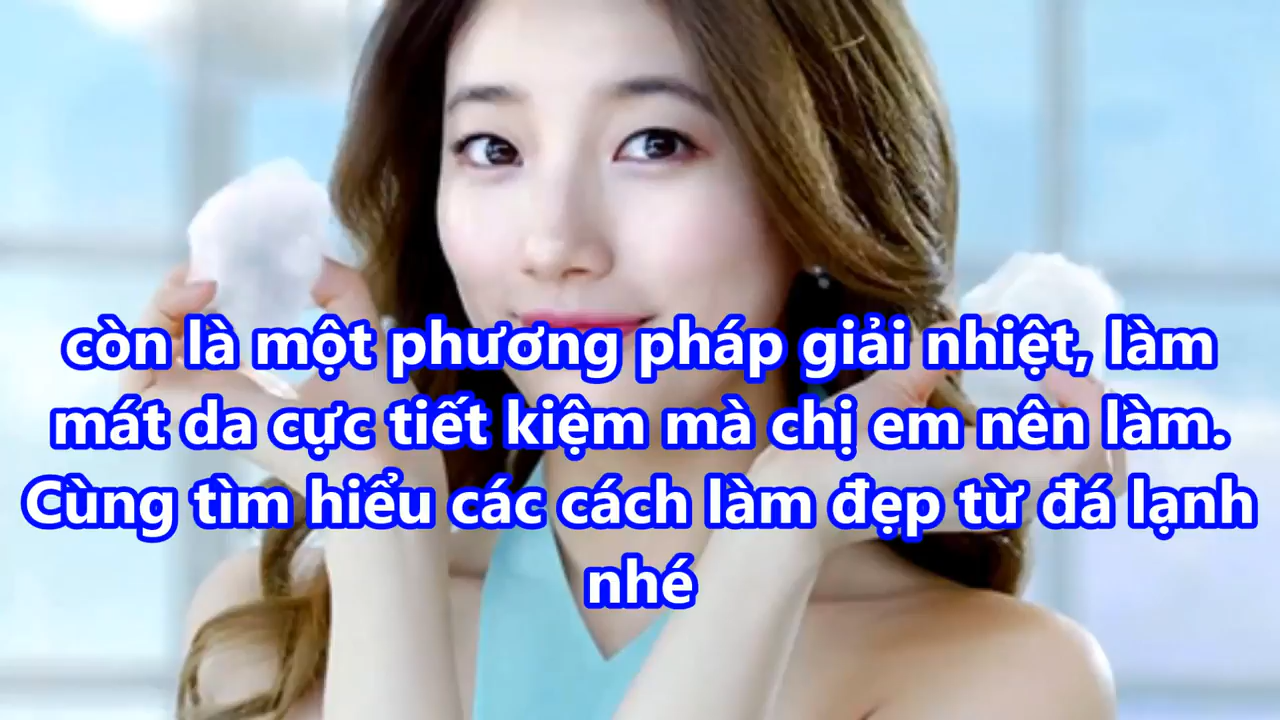 còn là một phương pháp giải nhiệt, làm
mát da cực tiết kiệm mà chị em nên làm.
Cùng tìm hiểu các cách làm đẹp từ đá lạnh
nhé